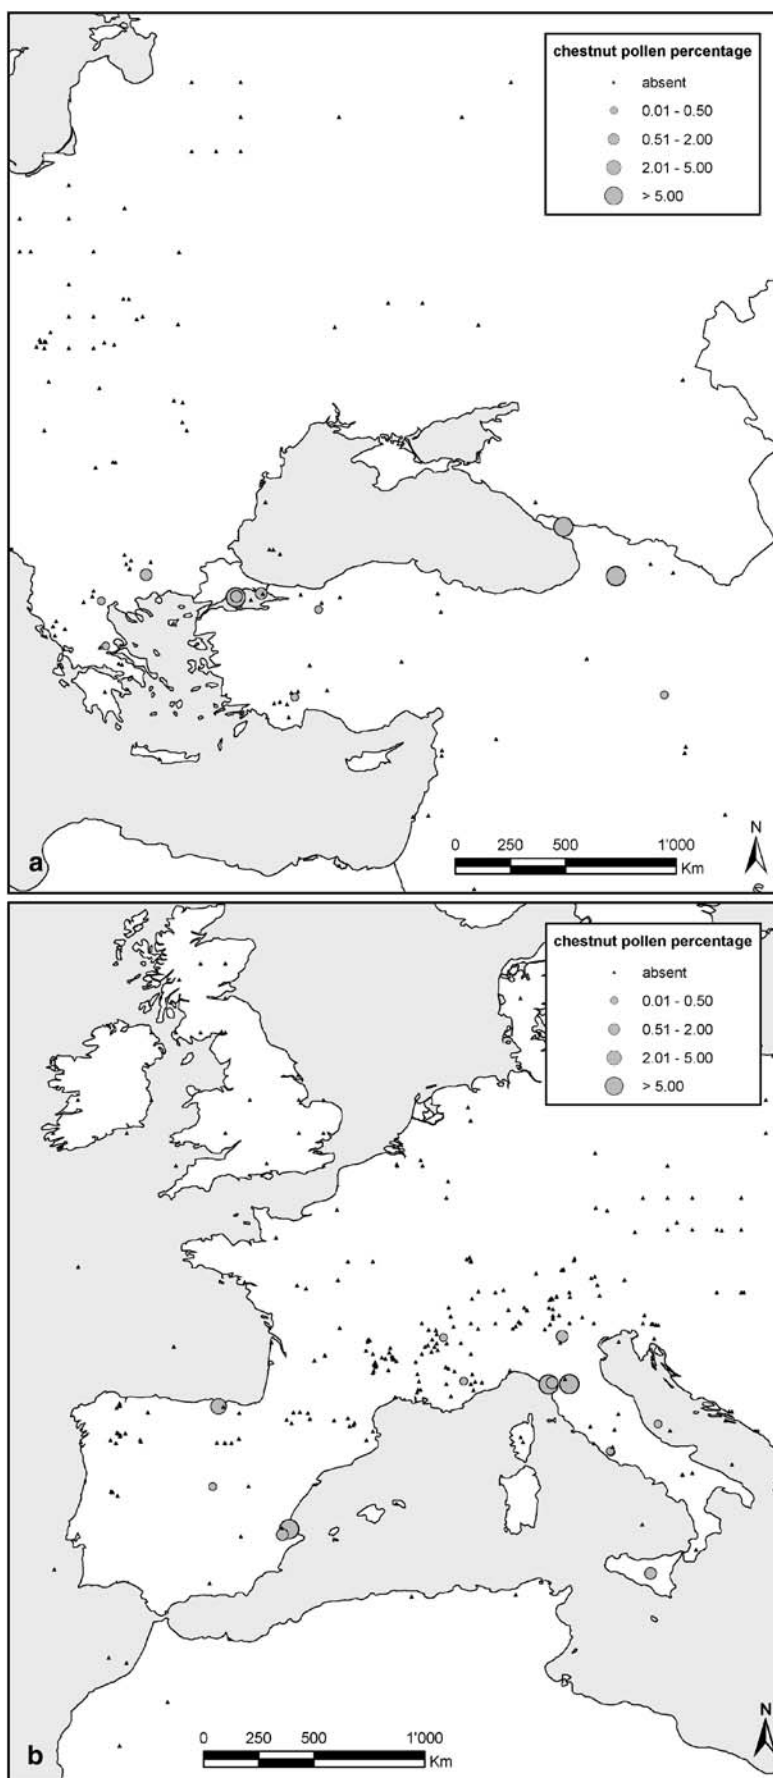 chestnut pollen percentage
absent
0.01 - 0.50
0.51 - 2.00
2.01 - 5.00
> 5.00
N
0 250 500 1'000
Km
a
chestnut pollen percentage
absent
0.01 - 0.50
0.51 - 2.00
2.01 - 5.00
> 5.00
N
0 250 500 1'000
Km
b